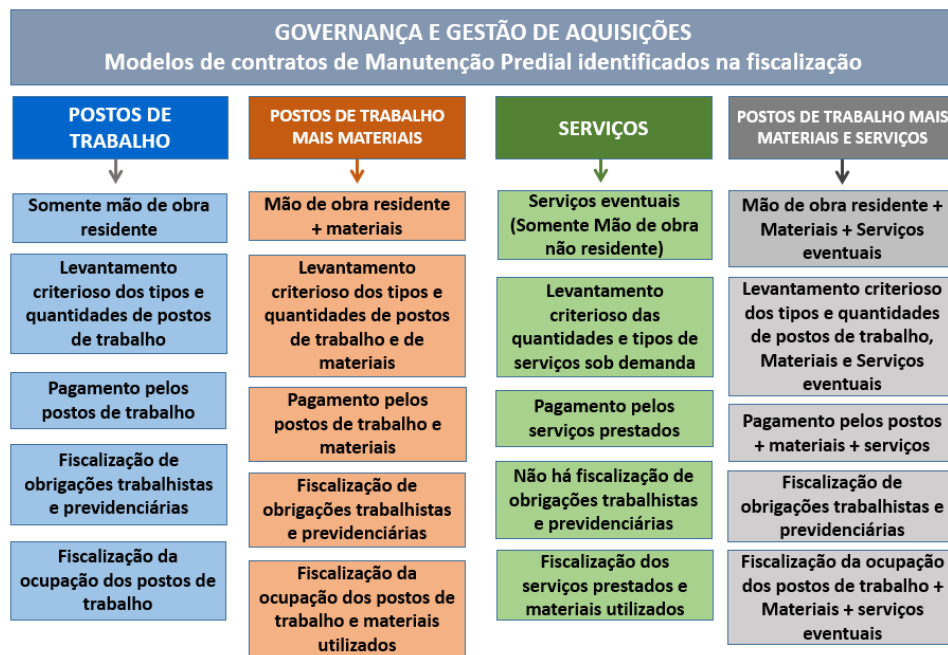 GOVERNANÇA E GESTÃO DE AQUISIÇÕES
Modelos de contratos de Manutenção Predial identificados na fiscalização
POSTOS DE
TRABALHO
Somente mão de obra
residente
Levantamento
criterioso dos tipos e
quantidades de postos
de trabalho
Pagamento pelos
postos de trabalho
Fiscalização de
obrigações trabalhistas
e previdenciárias
Fiscalização da
ocupação dos postos de
trabalho
POSTOS DE TRABALHO
MAIS MATERIAIS
Mão de obra residente
+ materiais
Levantamento
criterioso dos tipos e
quantidades de postos
de trabalho e de
materiais
Pagamento pelos
postos de trabalho e
materiais
Fiscalização de
obrigações trabalhistas
e previdenciárias
Fiscalização da
ocupação dos postos de
trabalho e materiais
utilizados
SERVIÇOS
Serviços eventuais
(Somente Mão de obra
não residente)
Levantamento
criterioso das
quantidades e tipos de
serviços sob demanda
Pagamento pelos
serviços prestados
Não há fiscalização de
obrigações trabalhistas
e previdenciárias
Fiscalização dos
serviços prestados e
materiais utilizados
POSTOS DE TRABALHO MAIS
MATERIAIS E SERVIÇOS
Mão de obra residente +
Materiais + Serviços
eventuais
Levantamento criterioso
dos tipos e quantidades
de postos de trabalho,
Materiais e Serviços
eventuais
Pagamento pelos postos
+ materiais + serviços
Fiscalização de
obrigações trabalhistas e
previdenciárias
Fiscalização da ocupação
dos postos de trabalho +
Materiais + serviços
eventuais